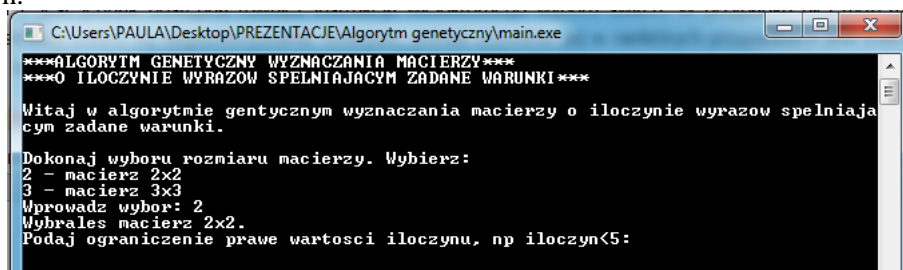 C:\Users\PAULA\Desktop\PREZENTACJE\Algorytm genetyczny\main.exe
***ALGORYTM GENETYCZNY WYZNACZANIA MACIERZY***
***O ILOCZYNIE WYRAZOW SPELNIAJACYM ZADANE WARUNKI***
Witaj w algorytmie gentycznym wyznaczania macierzy o iloczynie wyrazow spelniaja
cym zadane warunki.
Dokonaj wyboru rozmiaru macierzy. Wybierz:
2 - macierz 2x2
3 - macierz 3x3
Wprowadz wybor: 2
Wybrales macierz 2x2.
Podaj ograniczenie prawe wartosci iloczynu, np iloczyn<5: